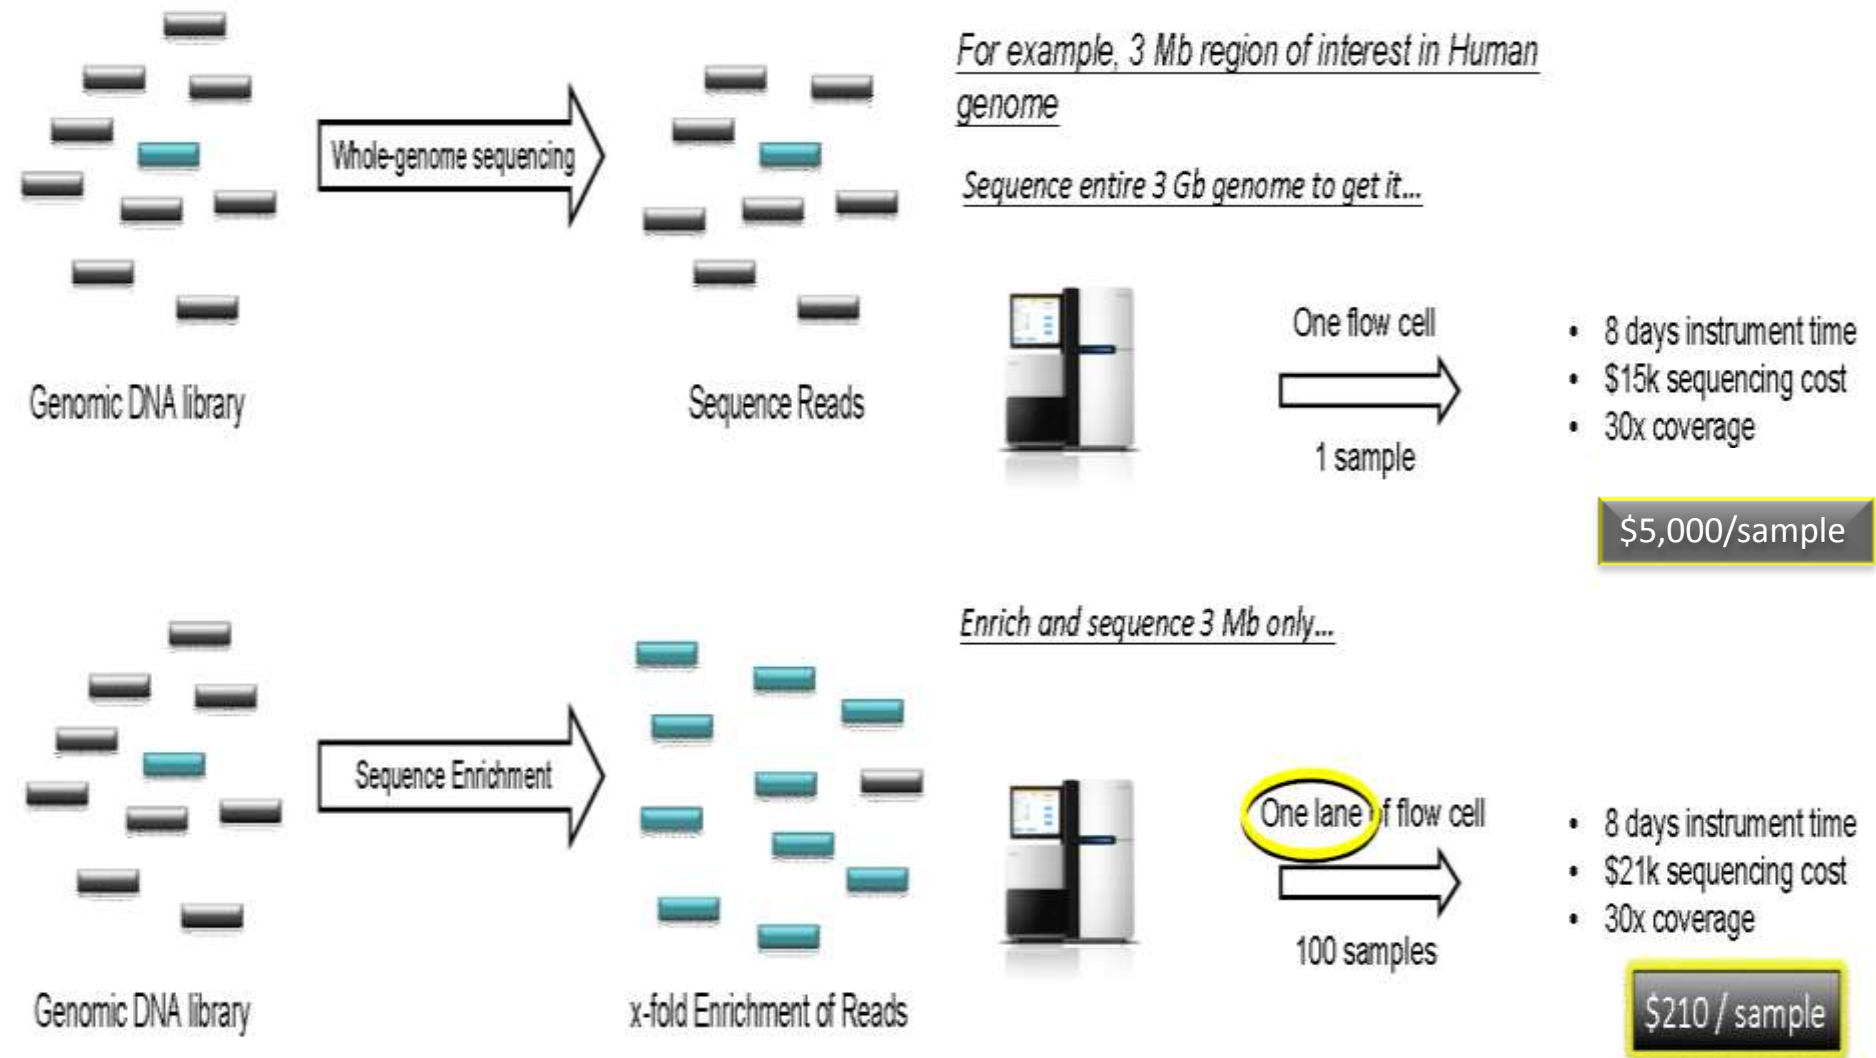 For example, 3 Mb region of interest in Human
genome
Whole-genome sequencing
Sequence entire 3 Gb genome to get it...
Genomic DNA library
Sequence Reads
One flow cell
1 sample
• 8 days instrument time
• $15k sequencing cost
• 30x coverage
$5,000/sample
Enrich and sequence 3 Mb only...
Sequence Enrichment
Genomic DNA library
x-fold Enrichment of Reads
One lane of flow cell
100 samples
• 8 days instrument time
• $21k sequencing cost
• 30x coverage
$210 / sample